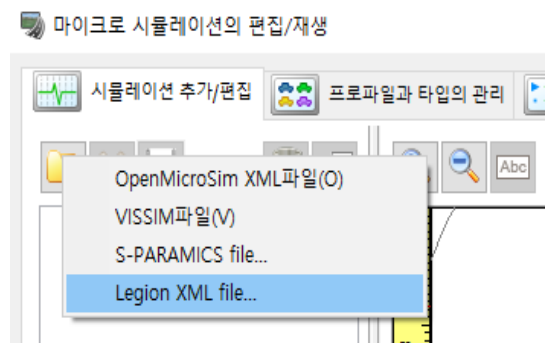 마이크로 시뮬레이션의 편집/재생
시뮬레이션 추가/편집
프로파일과 타입의 관리
Abc
OpenMicroSim XML파일(O)
VISSIM파일(V)
S-PARAMICS file...
Legion XML file...